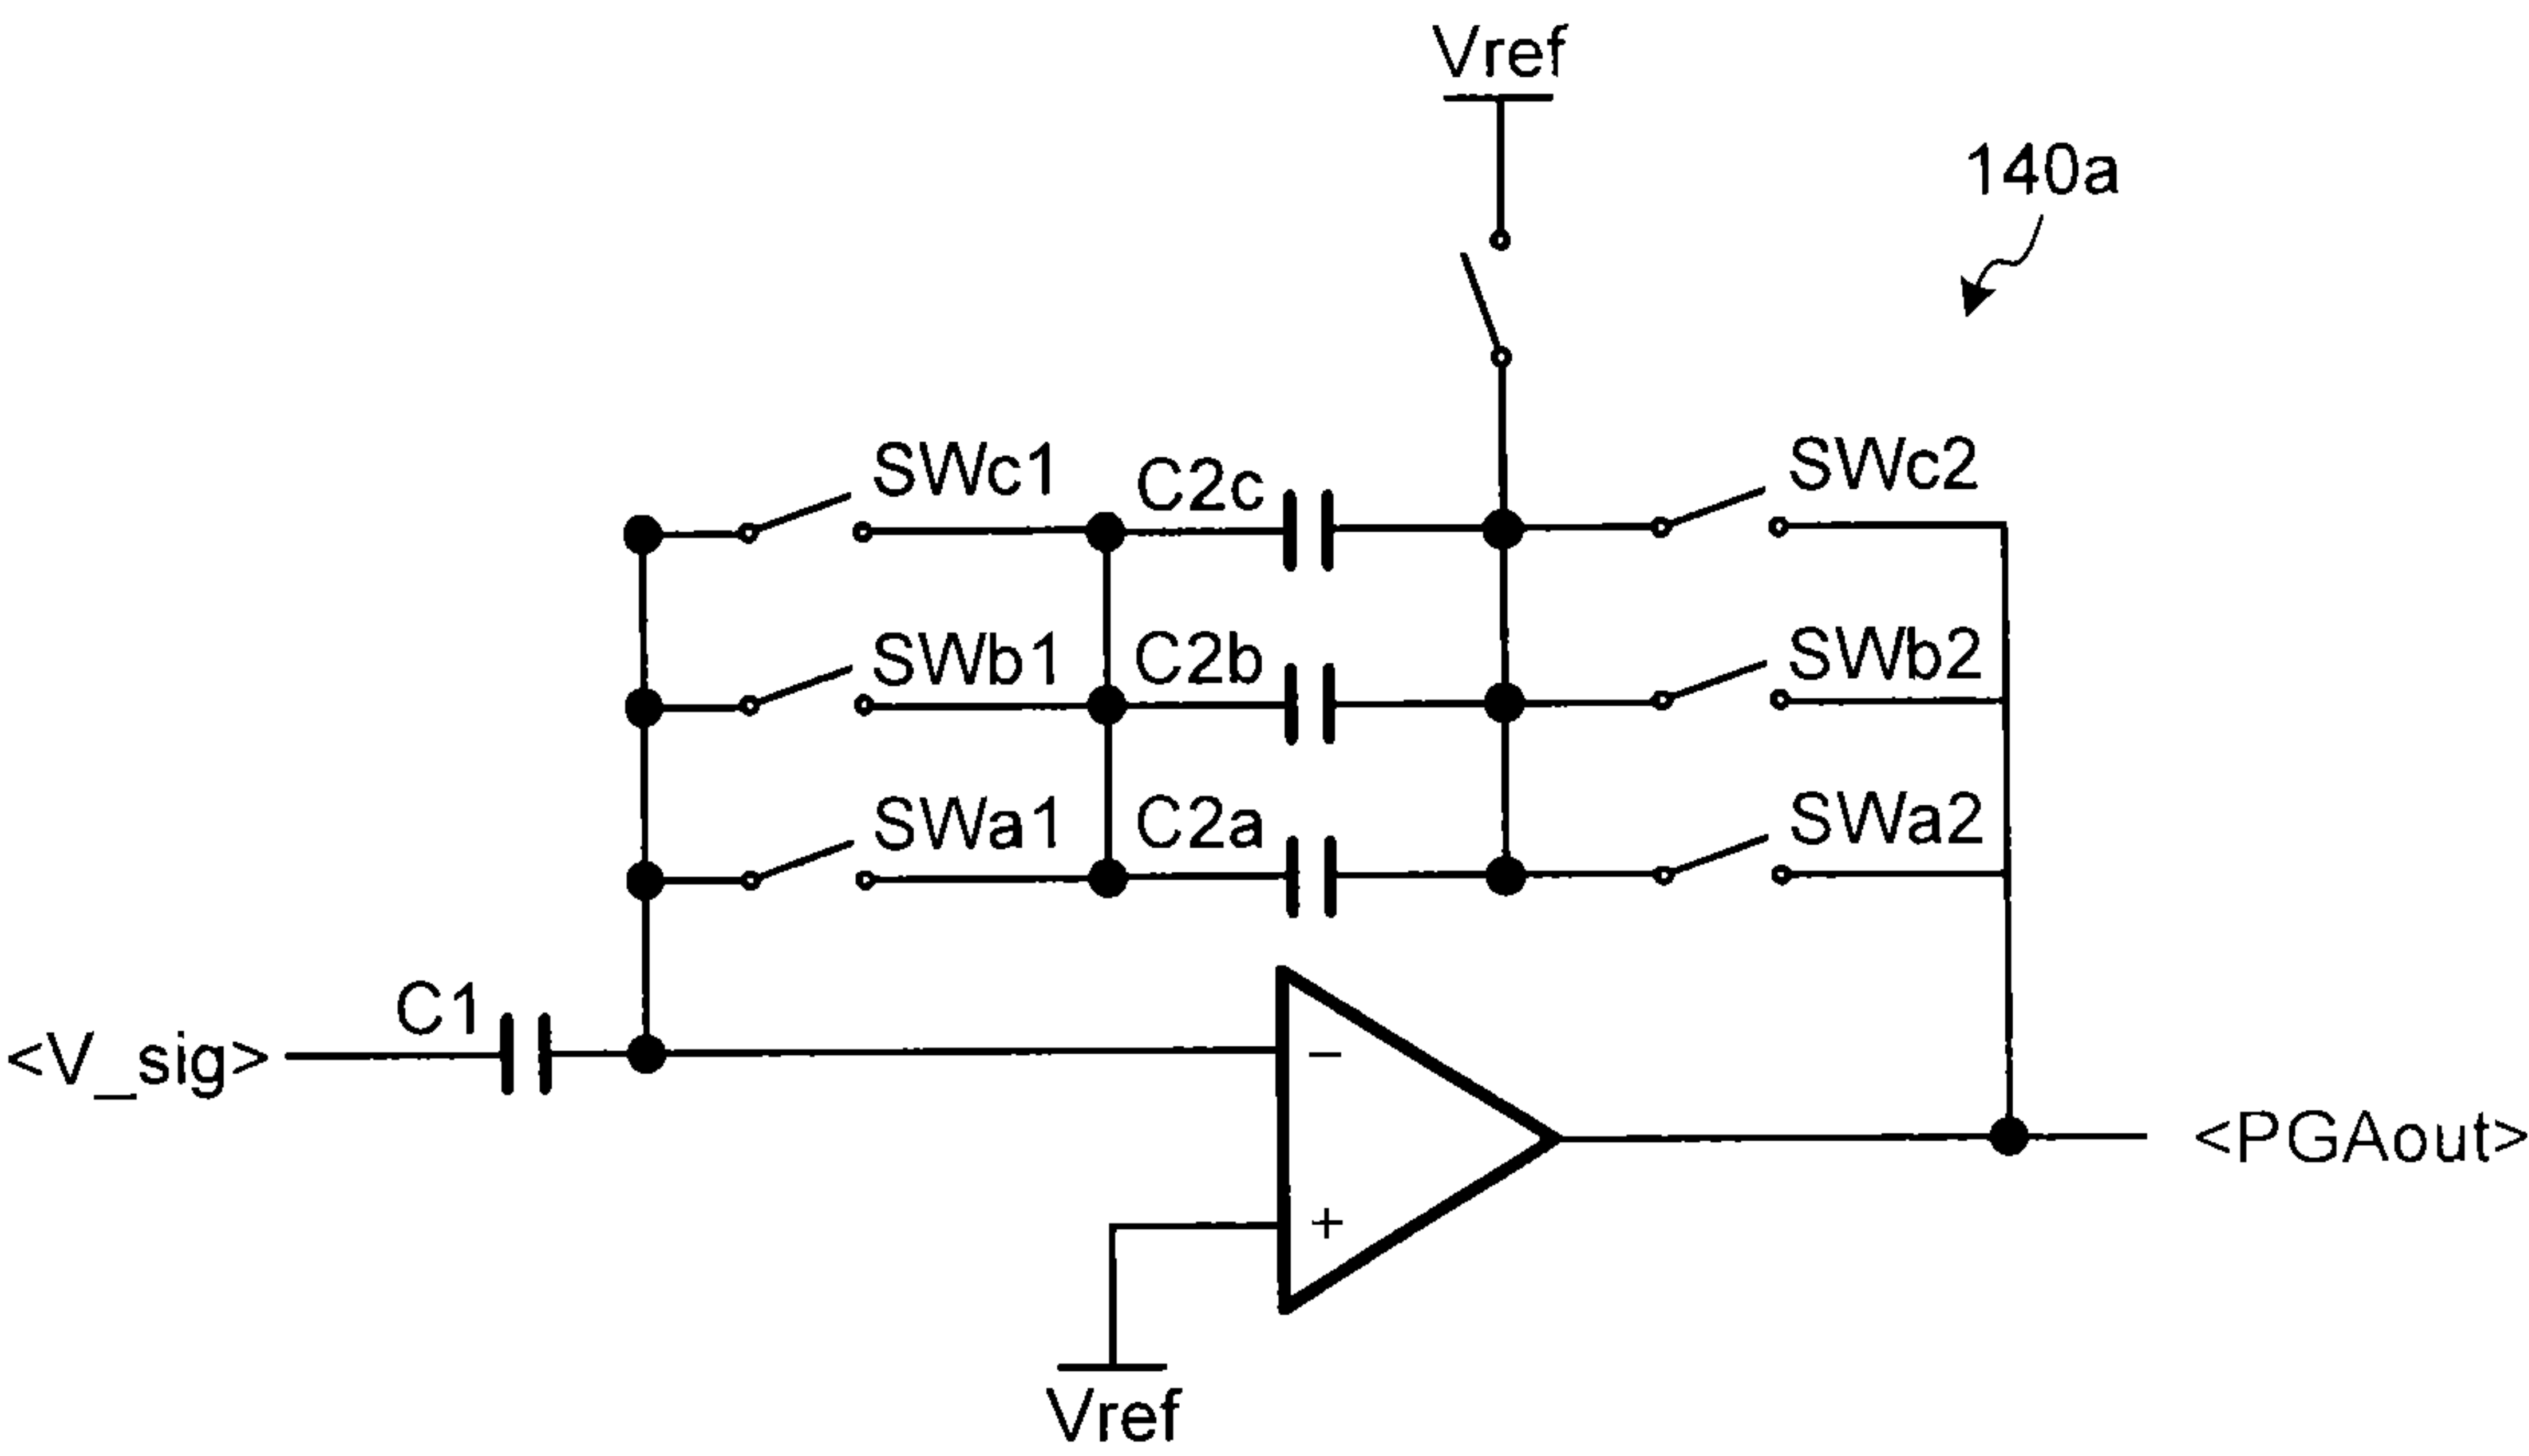 Vref
140a
SWc1
C2c
SWc2
SWb1
C2b
SWb2
SWa1
C2a
SWa2
C1
<V_sig>
−
+
<PGAout>
Vref